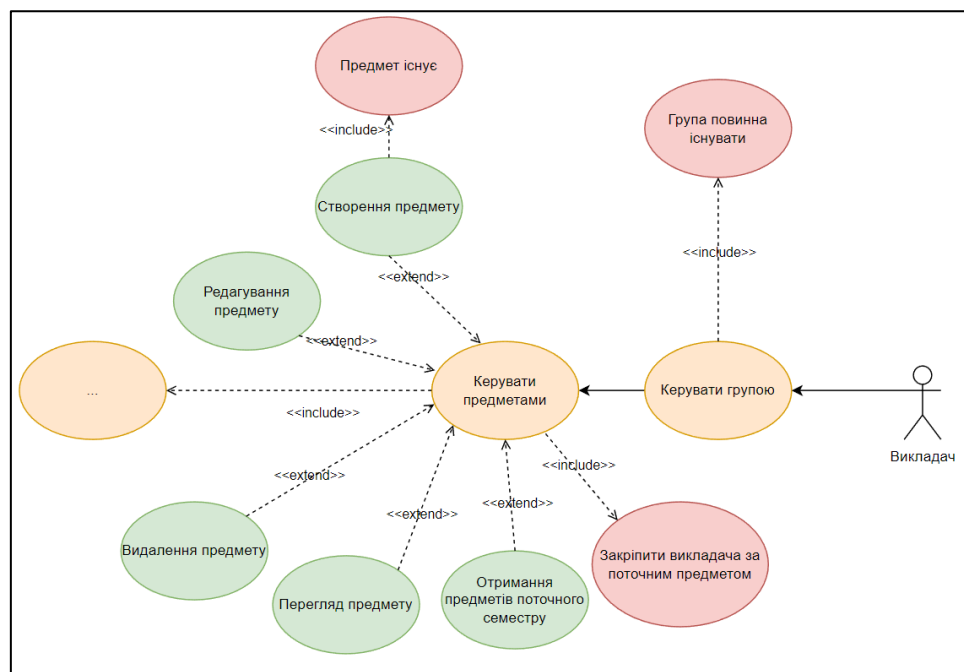 Предмет існує
<<include>>
Група повинна
існувати
Створення предмету
<<include>>
<<extend>>
Редагування
предмету
<<extend>>
...
<<include>>
Керувати
предметами
Керувати групою
Викладач
<<include>>
<<extend>>
<<extend>>
<<extend>>
Видалення предмету
Перегляд предмету
Отримання
предметів поточного
семестру
Закріпити викладача за
поточним предметом